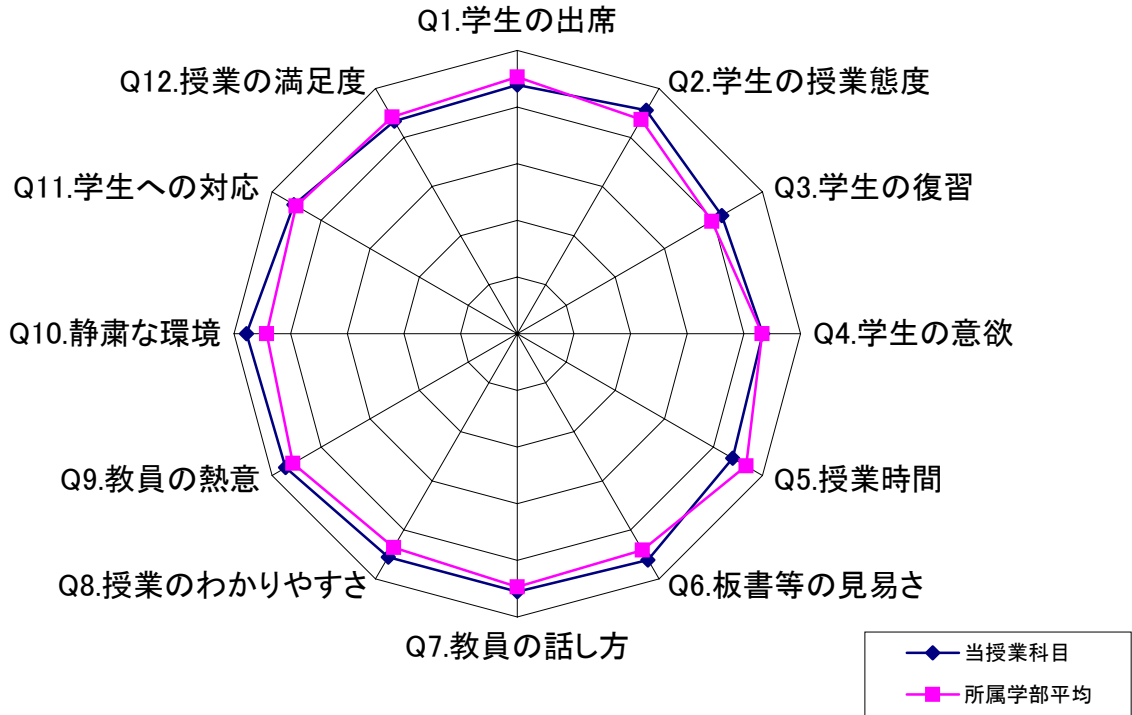 Q1.学生の出席
Q2.学生の授業態度
Q3.学生の復習
Q4.学生の意欲
Q5.授業時間
Q6.板書等の見易さ
Q7.教員の話し方
Q8.授業のわかりやすさ
Q9.教員の熱意
Q10.静粛な環境
Q11.学生への対応
Q12.授業の満足度
当授業科目
所属学部平均